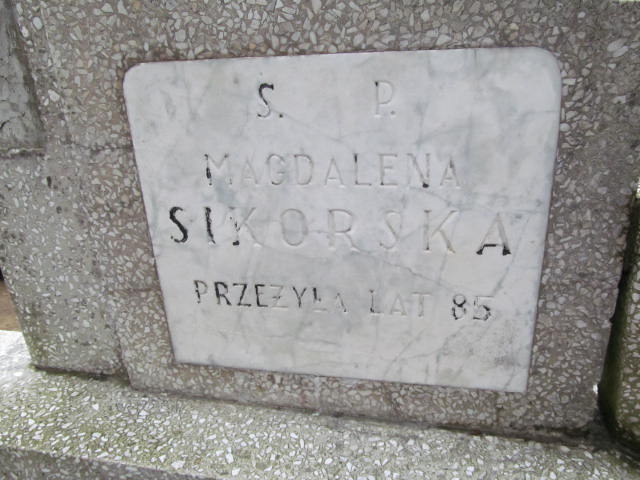 S. P.
MAGDALENA
SIKORSKA
PRZEŻYŁA LAT 85